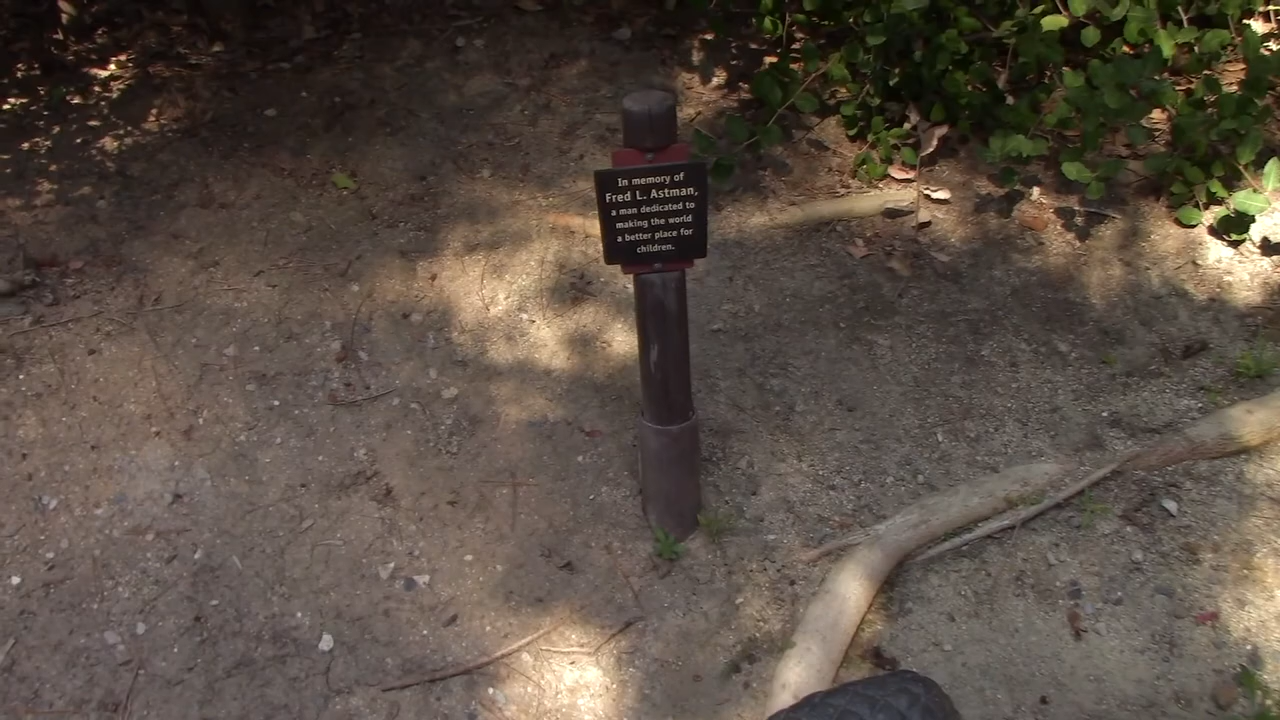 In memory of
Fred L. Astman,
a man dedicated to
making the world
a better place for
children.